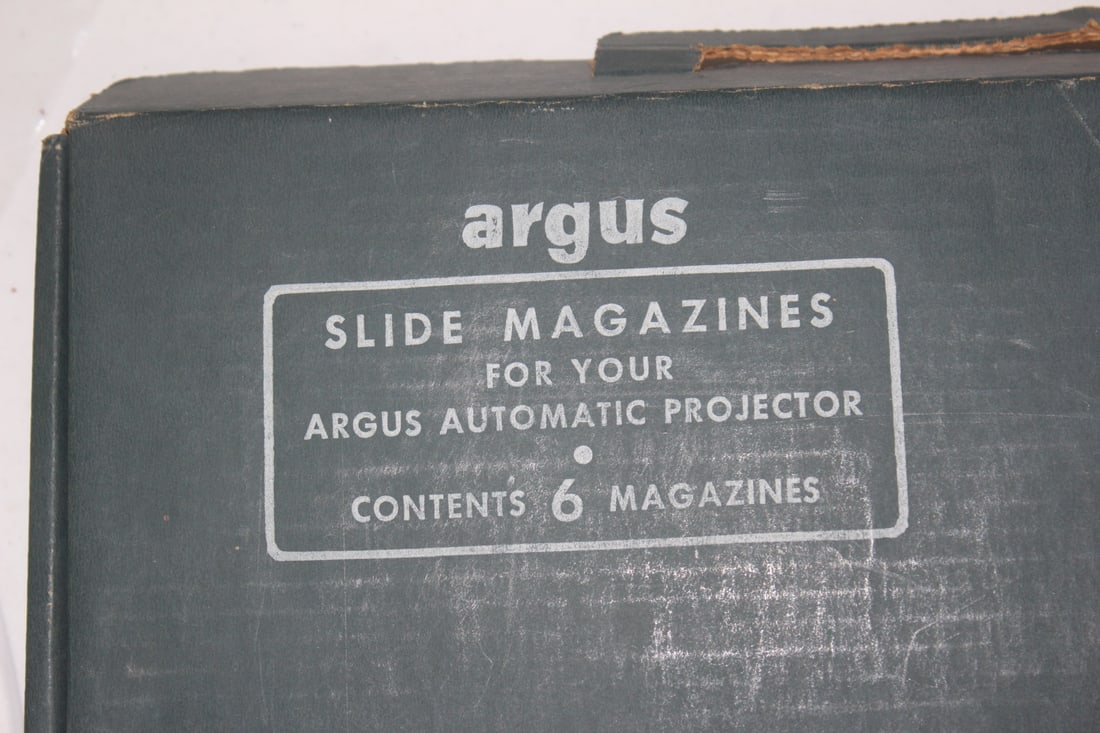 argus
SLIDE MAGAZINES
FOR YOUR
ARGUS AUTOMATIC PROJECTOR
•
CONTENTS 6 MAGAZINES